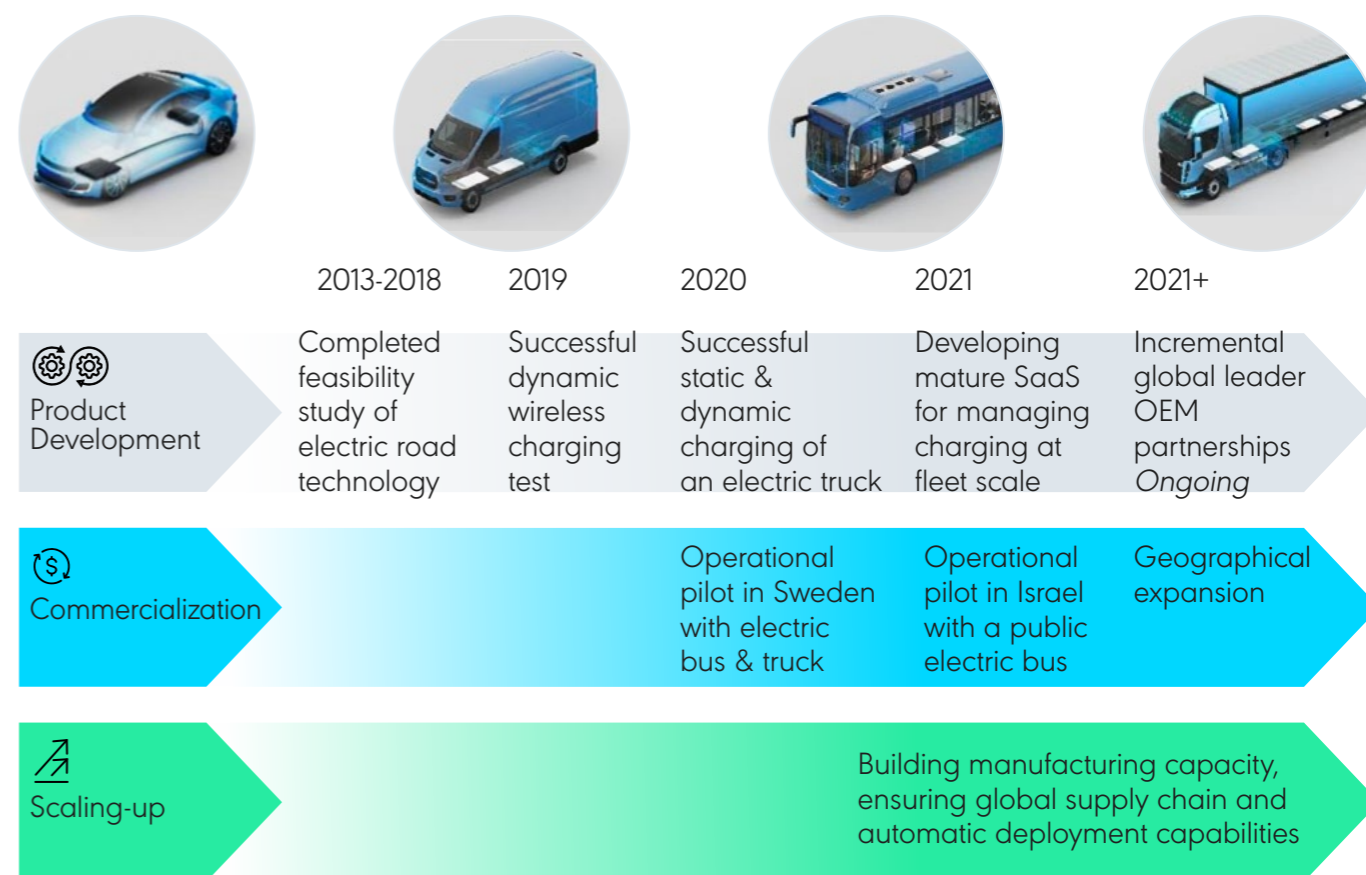 2013-2018
2019
2020
2021
2021+
Product
Development
Completed
feasibility
study of
electric road
technology
Successful
dynamic
wireless
charging
test
Successful
static &
dynamic
charging of
an electric truck
Developing
mature SaaS
for managing
charging at
fleet scale
Incremental
global leader
OEM
partnerships
Ongoing
$
Commercialization
Operational
pilot in Sweden
with electric
bus & truck
Operational
pilot in Israel
with a public
electric bus
Geographical
expansion
Scaling-up
Building manufacturing capacity,
ensuring global supply chain and
automatic deployment capabilities